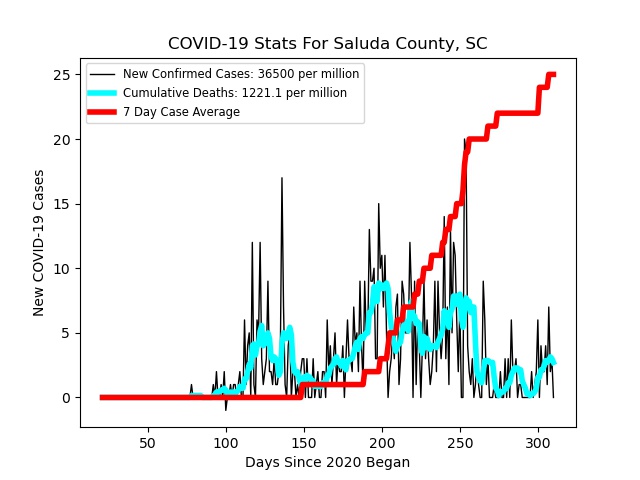 COVID-19 Stats For Saluda County, SC
New Confirmed Cases: 36500 per million
Cumulative Deaths: 1221.1 per million
7 Day Case Average
New COVID-19 Cases
25
20
15
10
5
0
50 100 150 200 250 300
Days Since 2020 Began